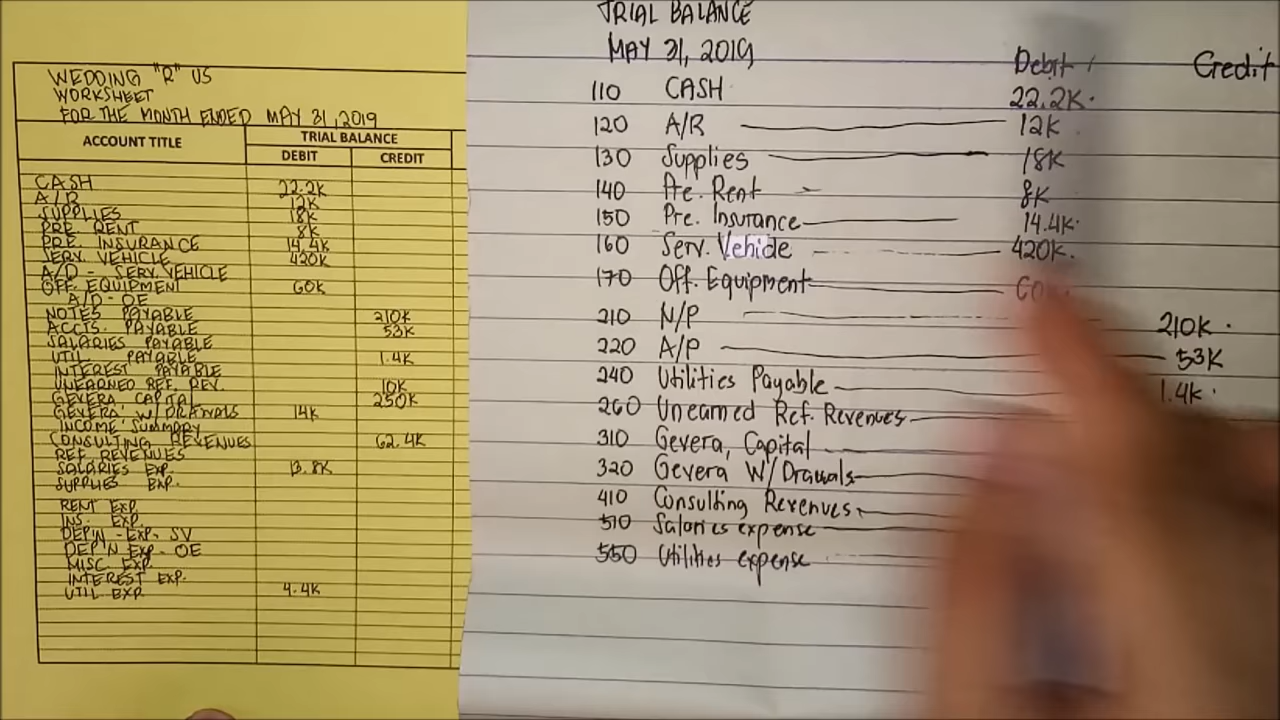 WEDDING "R" US
WORKSHEET
FOR THE MONTH ENDED MAY 31, 2019
ACCOUNT TITLE TRIAL BALANCE
DEBIT CREDIT
CASH 22.2K
A/R 12K
SUPPLIES 18K
PRE RENT 8K
PRE. INSURANCE 14.4K
SERV. VEHICLE 420K
A/D - SERV. VEHICLE
OFF. EQUIPMENT 60K
A/D - OE
NOTES PAYABLE 210K
ACCTS. PAYABLE 53K
SALARIES PAYABLE
UTIL PAYABLE 1.4K
INTEREST PAYABLE
UNEARNED REF. REV. 10K
GEVERA CAPITAL 250K
GEVERA W/DRAWALS 14K
INCOME SUMMARY
CONSULTING REVENUES 62.4K
REF REVENUES
SALARIES EXP. 13.8K
SUPPLIES EXP.
RENT EXP.
INS. EXP.
DEP'N - EXP. SV
DEP'N EXP - OE
MISC EXP.
INTEREST EXP.
UTIL EXP 4.4K
TRIAL BALANCE
MAY 31, 2019
Debit Credit
110 CASH 22.2K
120 A/R 12K
130 Supplies 18K
140 Pre. Rent 8K
150 Pre. Insurance 14.4K
160 Serv. Vehicle 420K
170 Off. Equipment
210 N/P 210K
220 A/P 53K
240 Utilities Payable 1.4K
260 Unearned Ref. Revenues
310 Gevera, Capital
320 Gevera W/Drawals
410 Consulting Revenues
510 Salaries expense
550 Utilities expense